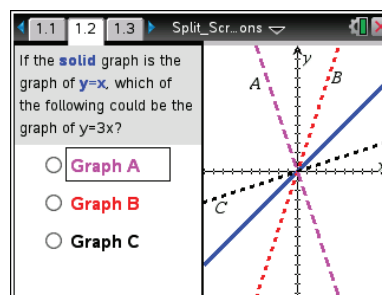 1.1 1.2 1.3 Split_Scr...ons
If the solid graph is the
graph of y=x, which of
the following could be the
graph of y=3x?
Graph A
Graph B
Graph C
y
A
B
C
x